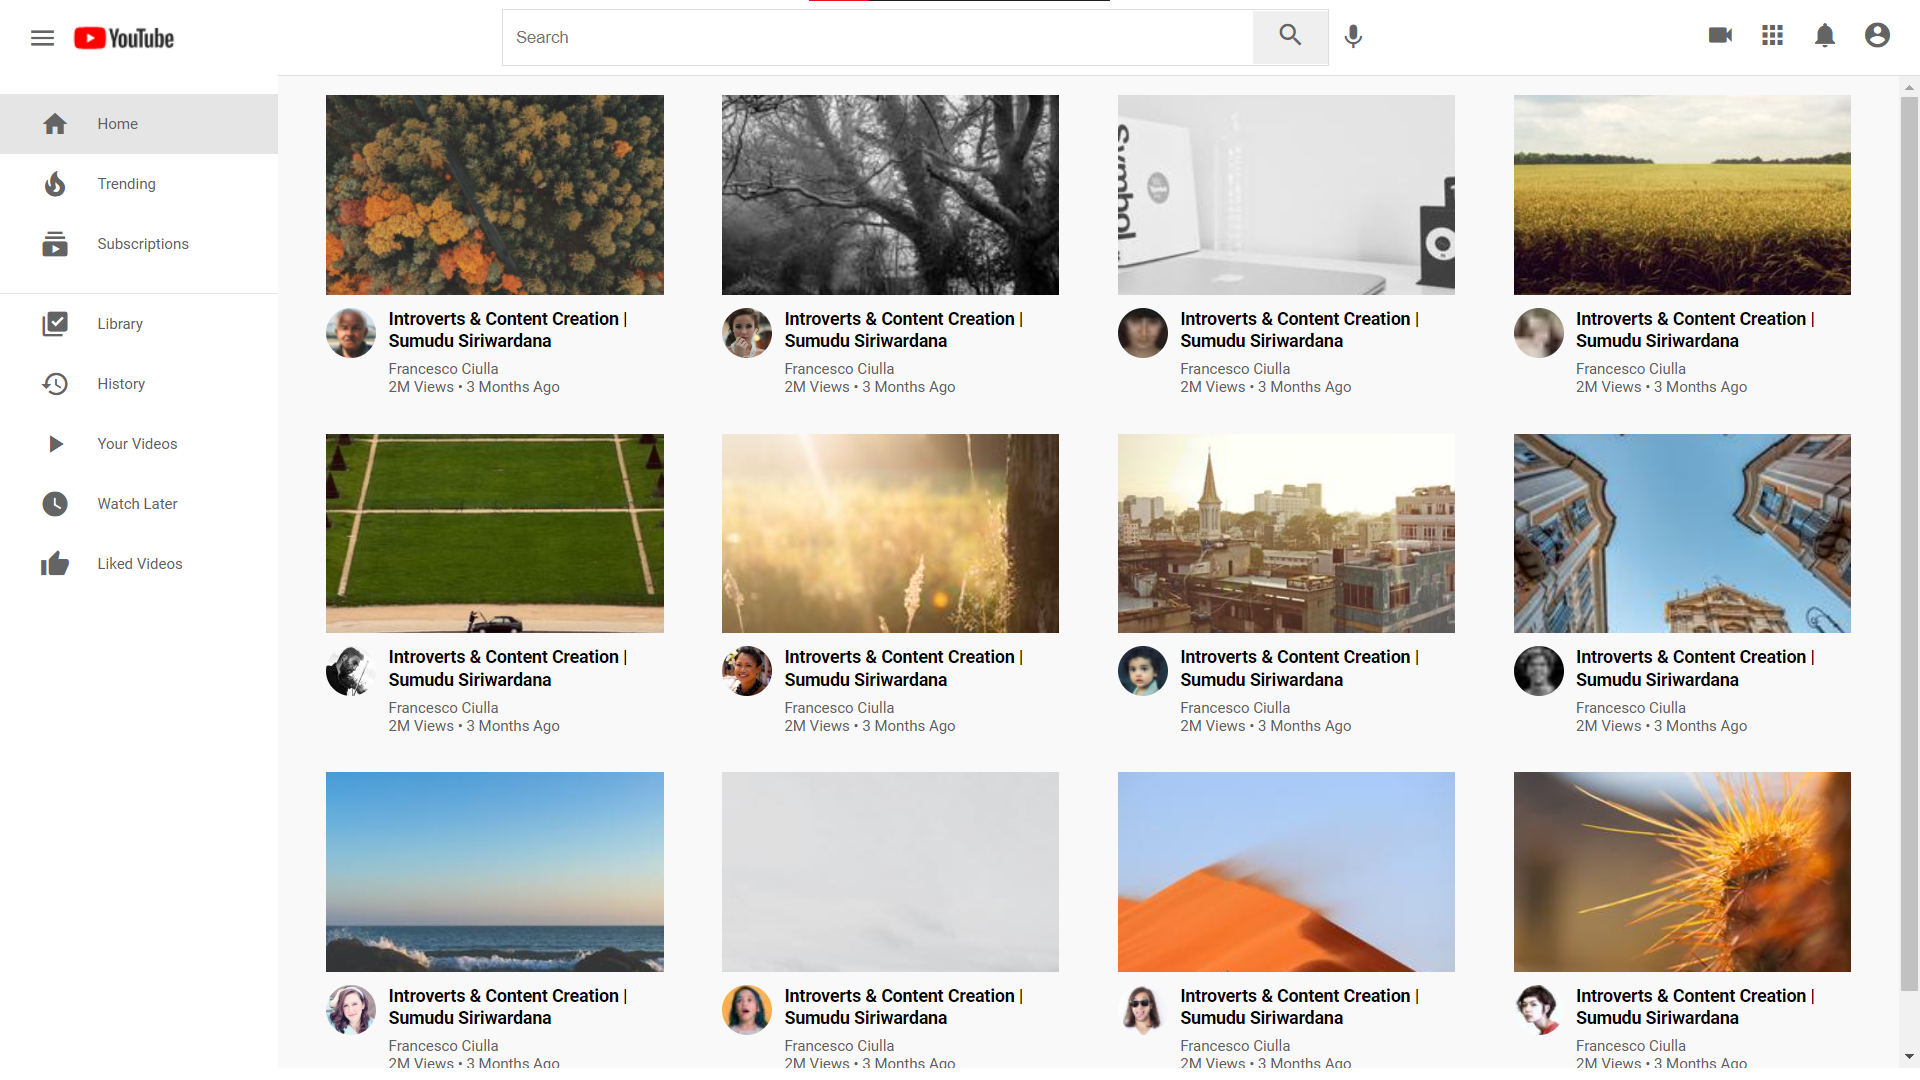 YouTube
Search
Home
Trending
Subscriptions
Library
History
Your Videos
Watch Later
Liked Videos
Symbol
Introverts & Content Creation |
Sumudu Siriwardana
Francesco Ciulla
2M Views • 3 Months Ago
Introverts & Content Creation |
Sumudu Siriwardana
Francesco Ciulla
2M Views • 3 Months Ago
Introverts & Content Creation |
Sumudu Siriwardana
Francesco Ciulla
2M Views • 3 Months Ago
Introverts & Content Creation |
Sumudu Siriwardana
Francesco Ciulla
2M Views • 3 Months Ago
Introverts & Content Creation |
Sumudu Siriwardana
Francesco Ciulla
2M Views • 3 Months Ago
Introverts & Content Creation |
Sumudu Siriwardana
Francesco Ciulla
2M Views • 3 Months Ago
Introverts & Content Creation |
Sumudu Siriwardana
Francesco Ciulla
2M Views • 3 Months Ago
Introverts & Content Creation |
Sumudu Siriwardana
Francesco Ciulla
2M Views • 3 Months Ago
Introverts & Content Creation |
Sumudu Siriwardana
Francesco Ciulla
2M Views • 3 Months Ago
Introverts & Content Creation |
Sumudu Siriwardana
Francesco Ciulla
2M Views • 3 Months Ago
Introverts & Content Creation |
Sumudu Siriwardana
Francesco Ciulla
2M Views • 3 Months Ago
Introverts & Content Creation |
Sumudu Siriwardana
Francesco Ciulla
2M Views • 3 Months Ago